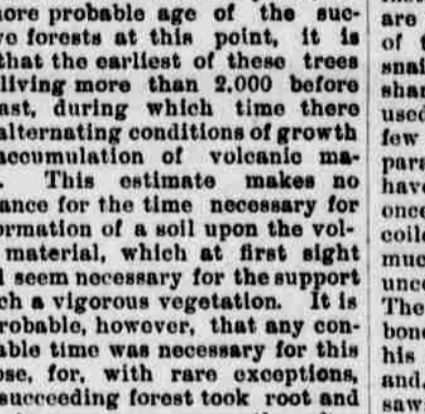 more probable age of the suc-
ve forests at this point, it is
that the earliest of these trees
living more than 2,000 before
ast, during which time there
alternating conditions of growth
accumulation of volcanic ma-
. This estimate makes no
ance for the time necessary for
ormation of a soil upon the vol-
material, which at first sight
l seem necessary for the support
ch a vigorous vegetation. It is
robable, however, that any con-
able time was necessary for this
ose, for, with rare exceptions,
succeeding forest took root and
are
of
snai
shar
used
few
para
have
once
coile
muc
unce
The
bone
his
and,
saw